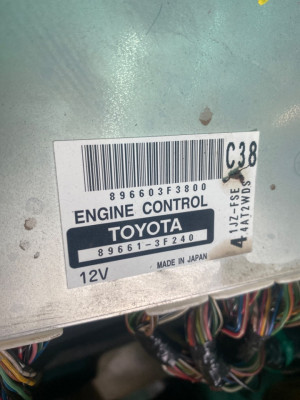 C38
896603F3800
ENGINE CONTROL
TOYOTA
89661-3F240
12V
MADE IN JAPAN
4
1JZ-FSE
4AT2WDS